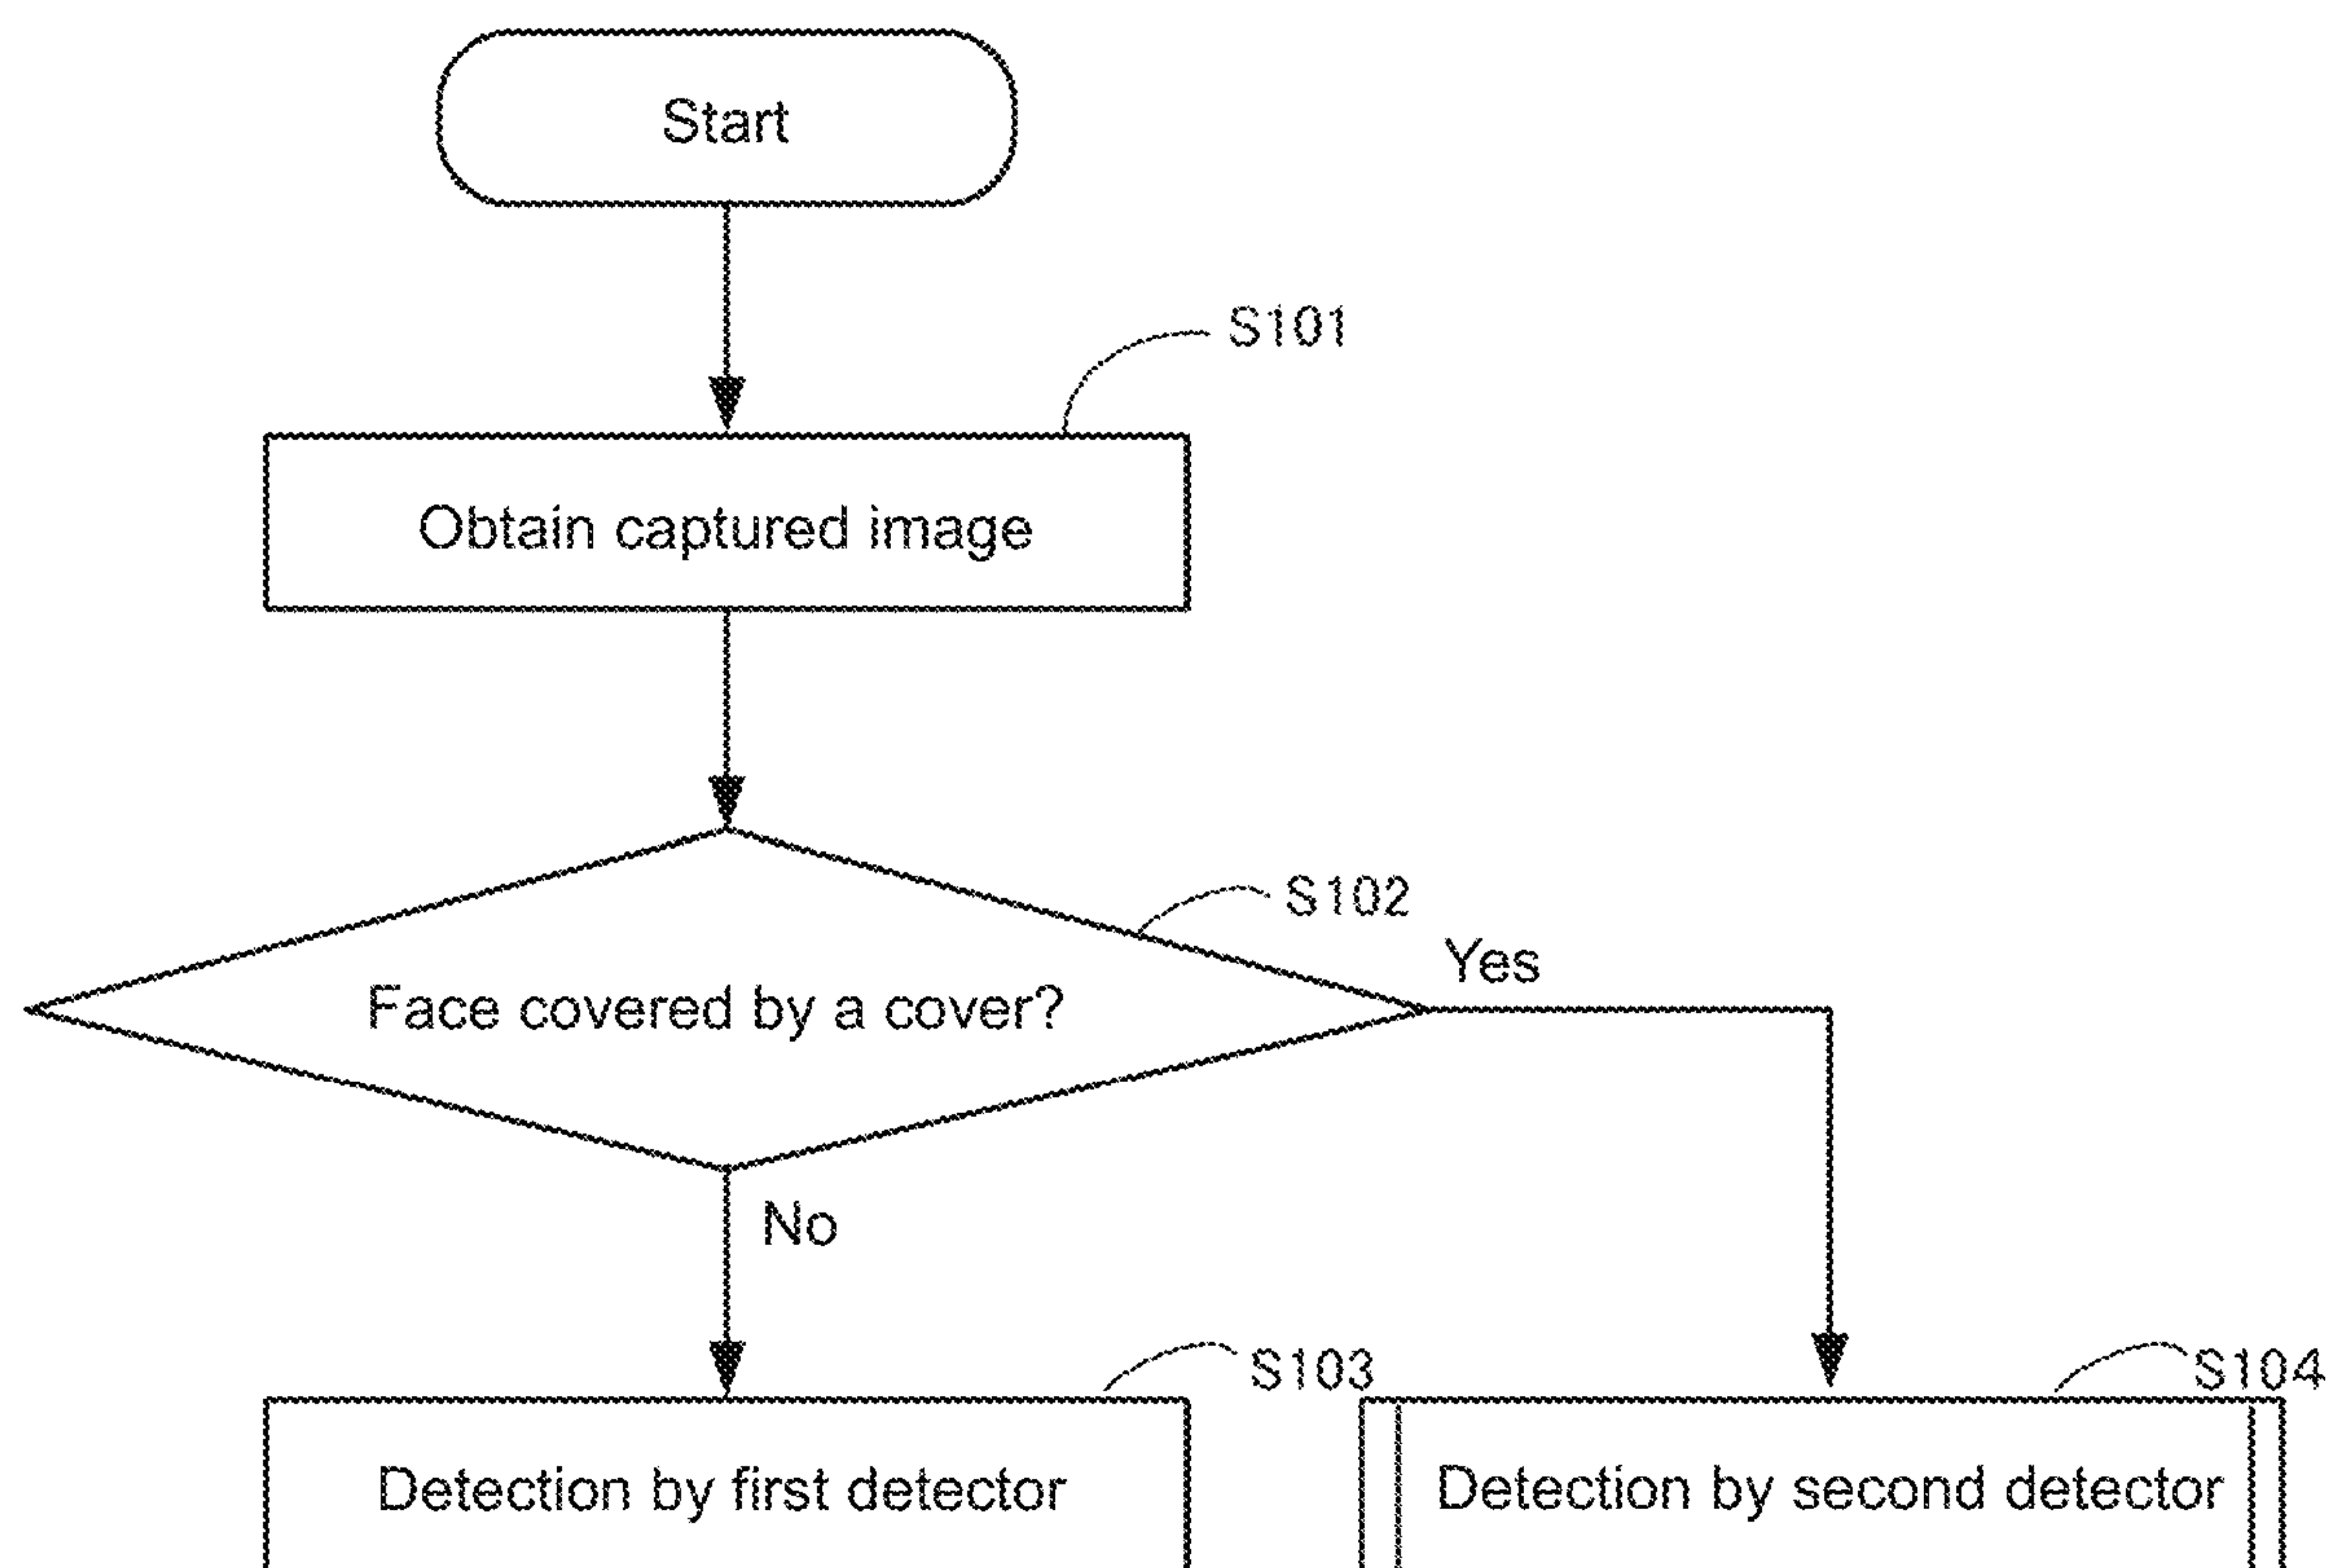 Start
S101
Obtain captured image
S102
Yes
Face covered by a cover?
No
S103
S104
Detection by first detector
Detection by second detector